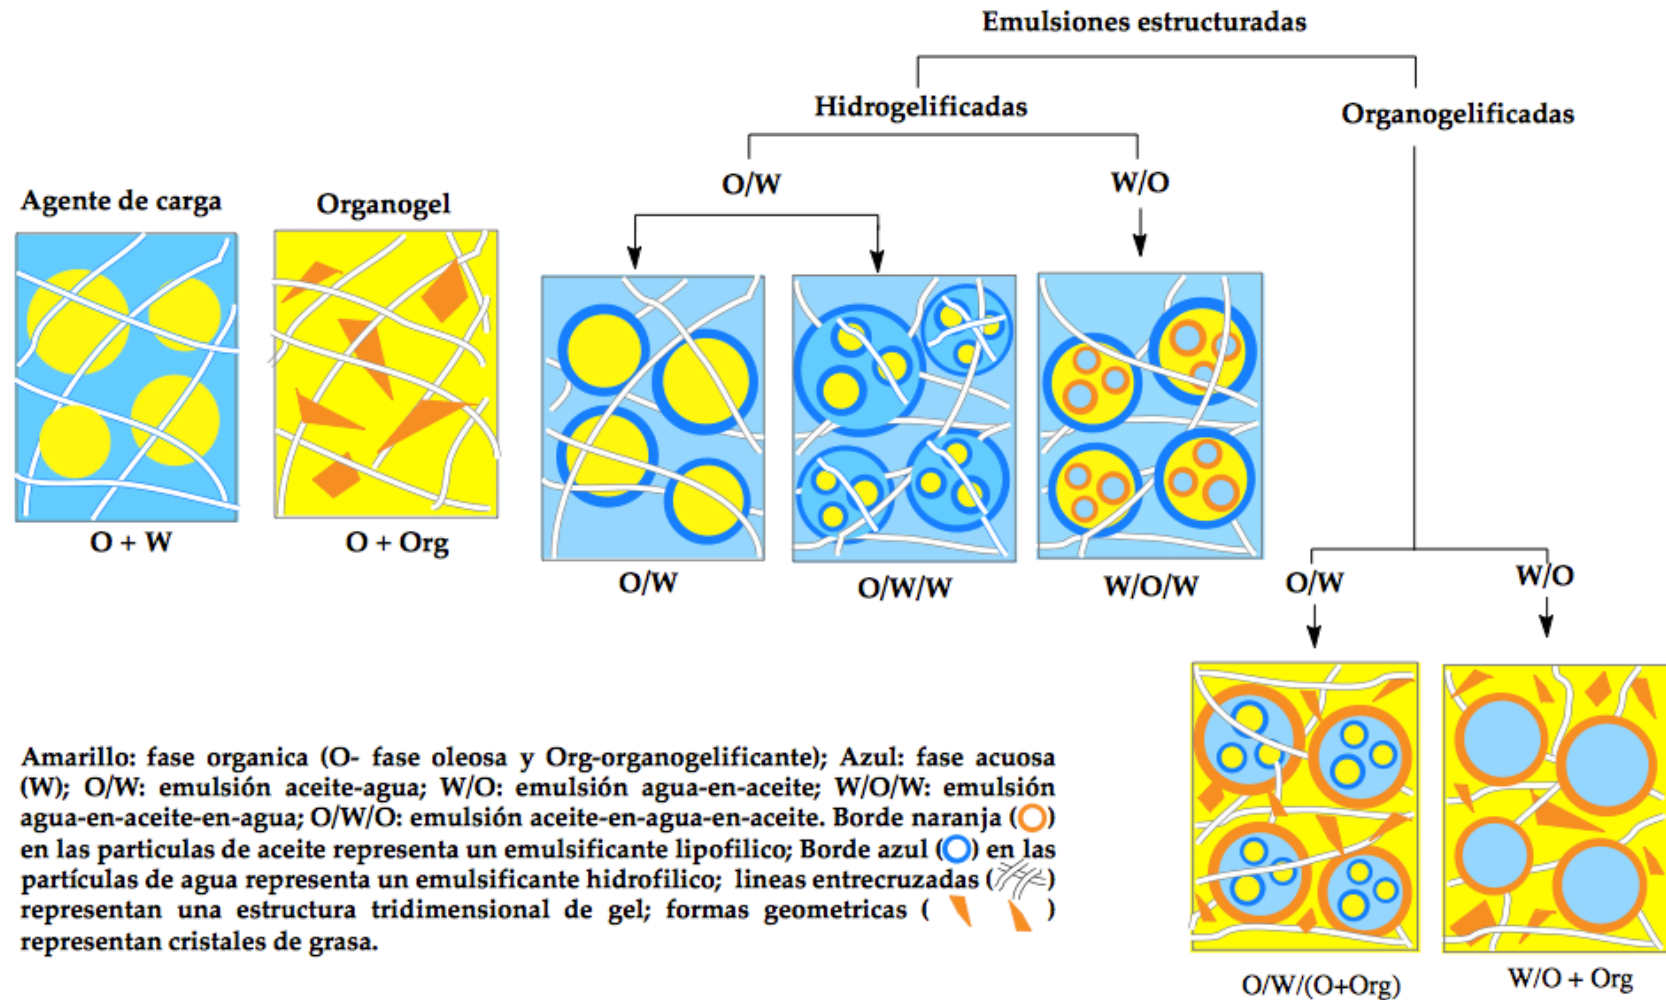 Emulsiones estructuradas
Hidrogelificadas
Organogelificadas
O/W
W/O
Agente de carga
Organogel
O + W
O + Org
O/W
O/W/W
W/O/W
O/W
W/O
O/W/(O+Org)
W/O + Org
Amarillo: fase organica (O- fase oleosa y Org-organogelificante); Azul: fase acuosa
(W); O/W: emulsión aceite-agua; W/O: emulsión agua-en-aceite; W/O/W: emulsión
agua-en-aceite-en-agua; O/W/O: emulsión aceite-en-agua-en-aceite. Borde naranja ( )
en las particulas de aceite representa un emulsificante lipofilico; Borde azul ( ) en las
partículas de agua representa un emulsificante hidrofilico; lineas entrecruzadas ( )
representan una estructura tridimensional de gel; formas geometricas ( )
representan cristales de grasa.